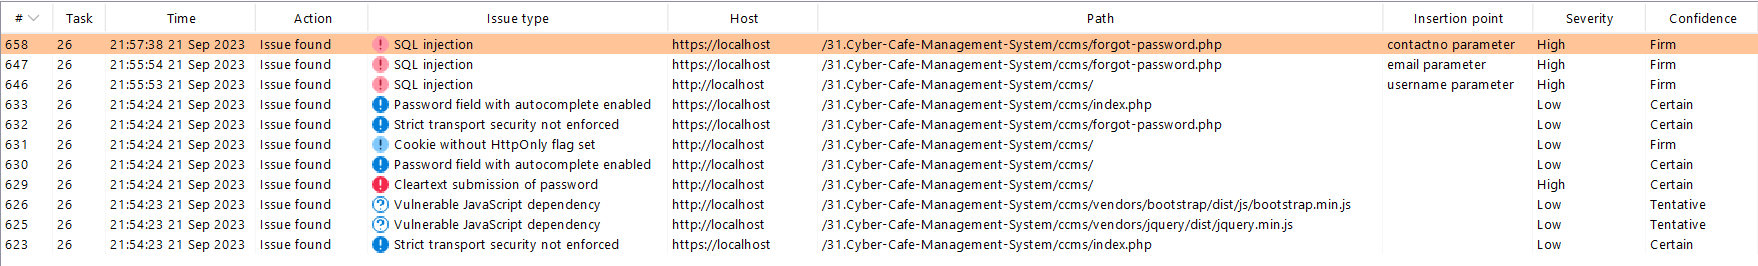 # Task Time Action Issue type Host Path Insertion point Severity Confidence
658 26 21:57:38 21 Sep 2023 Issue found SQL injection https://localhost /31.Cyber-Cafe-Management-System/ccms/forgot-password.php contactno parameter High Firm
647 26 21:55:54 21 Sep 2023 Issue found SQL injection https://localhost /31.Cyber-Cafe-Management-System/ccms/forgot-password.php email parameter High Firm
646 26 21:55:53 21 Sep 2023 Issue found SQL injection http://localhost /31.Cyber-Cafe-Management-System/ccms/ username parameter High Firm
633 26 21:54:24 21 Sep 2023 Issue found Password field with autocomplete enabled https://localhost /31.Cyber-Cafe-Management-System/ccms/index.php Low Certain
632 26 21:54:24 21 Sep 2023 Issue found Strict transport security not enforced https://localhost /31.Cyber-Cafe-Management-System/ccms/forgot-password.php Low Certain
631 26 21:54:24 21 Sep 2023 Issue found Cookie without HttpOnly flag set http://localhost /31.Cyber-Cafe-Management-System/ccms/ Low Firm
630 26 21:54:24 21 Sep 2023 Issue found Password field with autocomplete enabled http://localhost /31.Cyber-Cafe-Management-System/ccms/ Low Certain
629 26 21:54:24 21 Sep 2023 Issue found Cleartext submission of password http://localhost /31.Cyber-Cafe-Management-System/ccms/ High Certain
626 26 21:54:23 21 Sep 2023 Issue found Vulnerable JavaScript dependency https://localhost /31.Cyber-Cafe-Management-System/ccms/vendors/bootstrap/dist/js/bootstrap.min.js Low Tentative
625 26 21:54:23 21 Sep 2023 Issue found Vulnerable JavaScript dependency https://localhost /31.Cyber-Cafe-Management-System/ccms/vendors/jquery/dist/jquery.min.js Low Tentative
623 26 21:54:23 21 Sep 2023 Issue found Strict transport security not enforced https://localhost /31.Cyber-Cafe-Management-System/ccms/index.php Low Certain